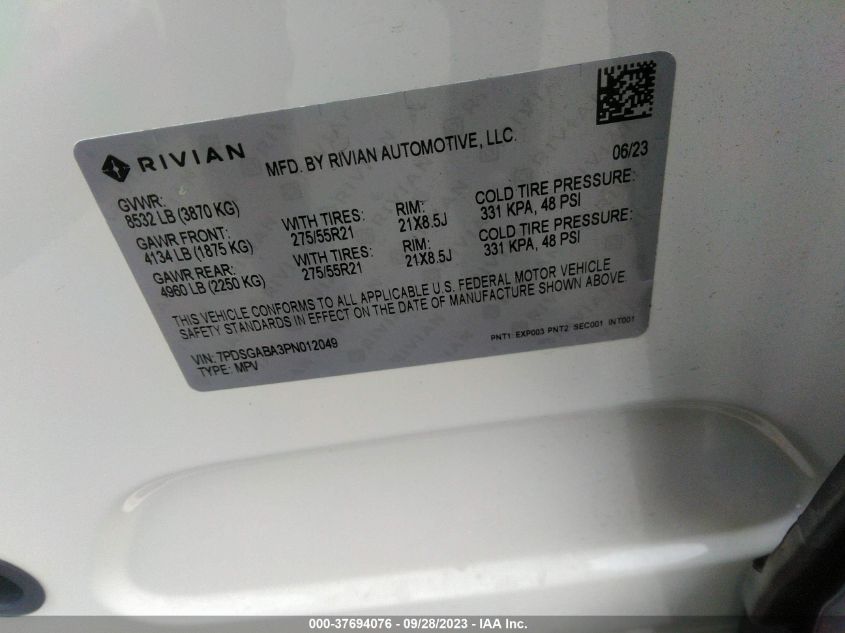 RIVIAN
MFD. BY RIVIAN AUTOMOTIVE, LLC.
06/23
GVWR:
8532 LB (3870 KG)
GAWR FRONT:
4134 LB (1875 KG)
WITH TIRES:
275/55R21
RIM:
21X8.5J
COLD TIRE PRESSURE:
331 KPA, 48 PSI
GAWR REAR:
4960 LB (2250 KG)
WITH TIRES:
275/55R21
RIM:
21X8.5J
COLD TIRE PRESSURE:
331 KPA, 48 PSI
THIS VEHICLE CONFORMS TO ALL APPLICABLE U.S. FEDERAL MOTOR VEHICLE
SAFETY STANDARDS IN EFFECT ON THE DATE OF MANUFACTURE SHOWN ABOVE.
VIN: 7PDSGABA3PN012049
TYPE: MPV
PNT1 EXP003 PNT2 SEC001 INT001
000-37694076 - 09/28/2023 - IAA Inc.